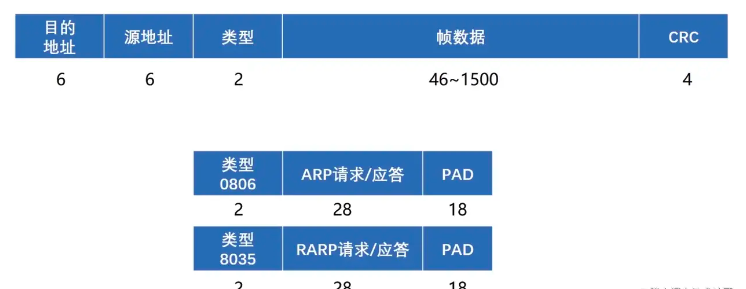 目的
地址
源地址
类型
帧数据
CRC
6
6
2
46~1500
4
类型
0806
ARP请求/应答
PAD
2
28
18
类型
8035
RARP请求/应答
PAD
2
28
18